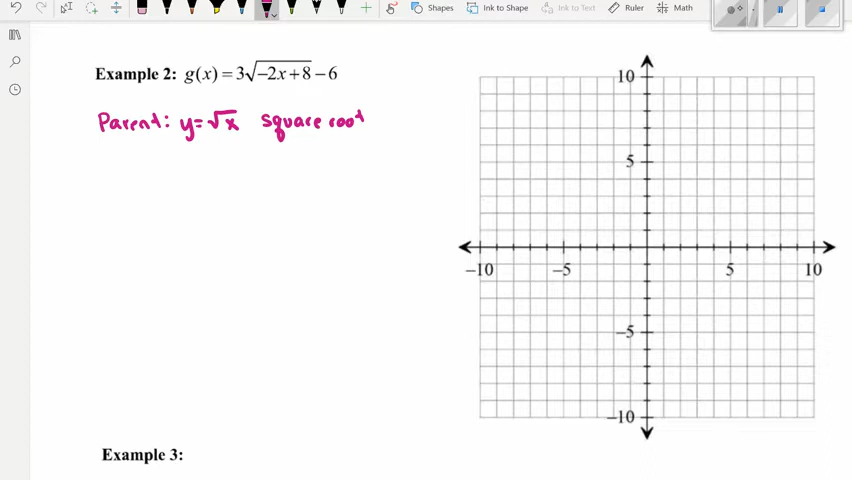 Shapes Ink to Shape Ink to Text Ruler Math
Example 2: g(x) = 3√(−2x + 8) − 6
Parent: y = √x square root
10
5
−10 −5 5 10
−5
−10
Example 3: